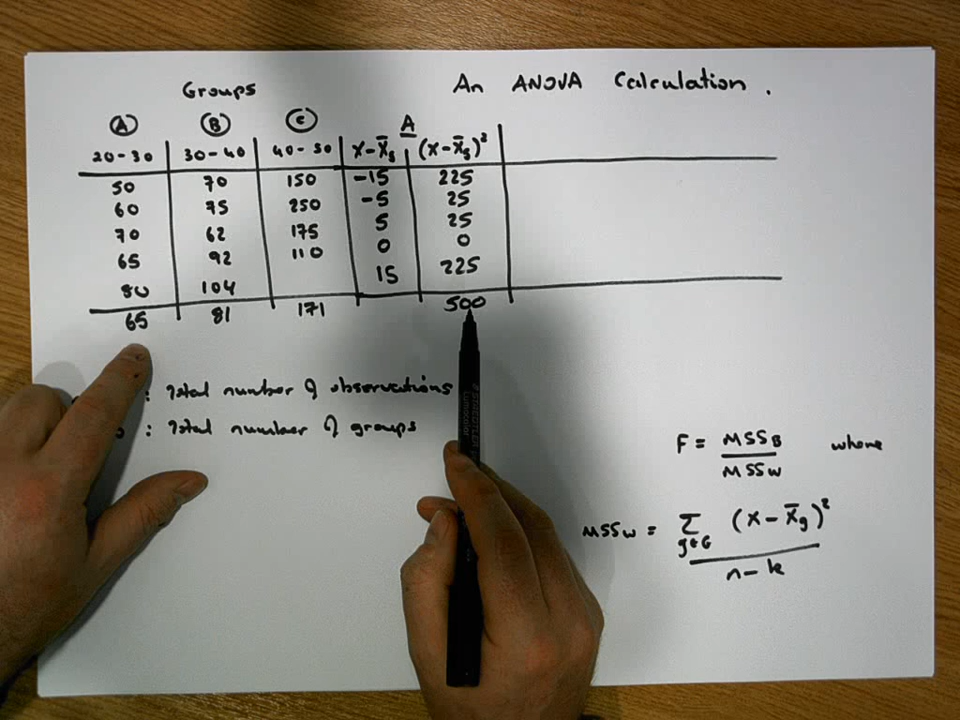 Groups An ANOVA Calculation.
A B C A
20-30 30-40 40-50 x-x̄g (x-x̄g)²
50 70 150 -15 225
60 75 250 -5 25
70 62 175 5 25
65 92 110 0 0
80 104 15 225
65 81 171 500
: Total number of observations
: Total number of groups
F = MSSB / MSSW where
MSSW = Σ g∈G (x-x̄g)² / n-k
STAEDTLER
Lumocolor